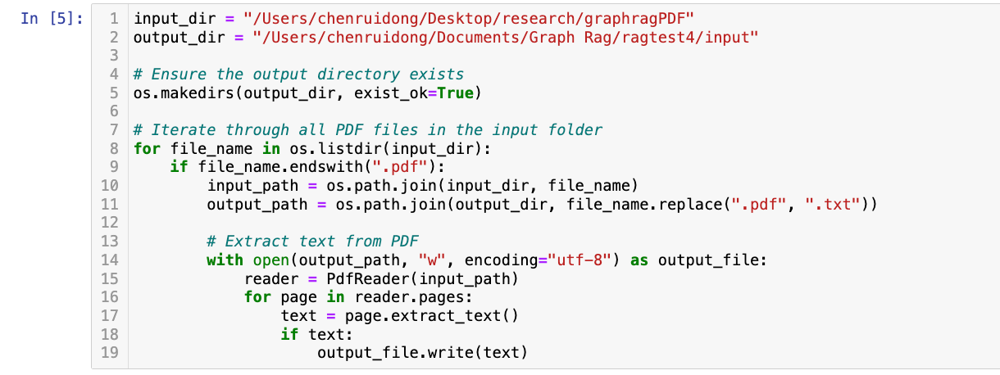 In [5]:
1 input_dir = "/Users/chenruidong/Desktop/research/graphragPDF"
2 output_dir = "/Users/chenruidong/Documents/Graph Rag/ragtest4/input"
3
4 # Ensure the output directory exists
5 os.makedirs(output_dir, exist_ok=True)
6
7 # Iterate through all PDF files in the input folder
8 for file_name in os.listdir(input_dir):
9     if file_name.endswith(".pdf"):
10         input_path = os.path.join(input_dir, file_name)
11         output_path = os.path.join(output_dir, file_name.replace(".pdf", ".txt"))
12
13         # Extract text from PDF
14         with open(output_path, "w", encoding="utf-8") as output_file:
15             reader = PdfReader(input_path)
16             for page in reader.pages:
17                 text = page.extract_text()
18                 if text:
19                     output_file.write(text)